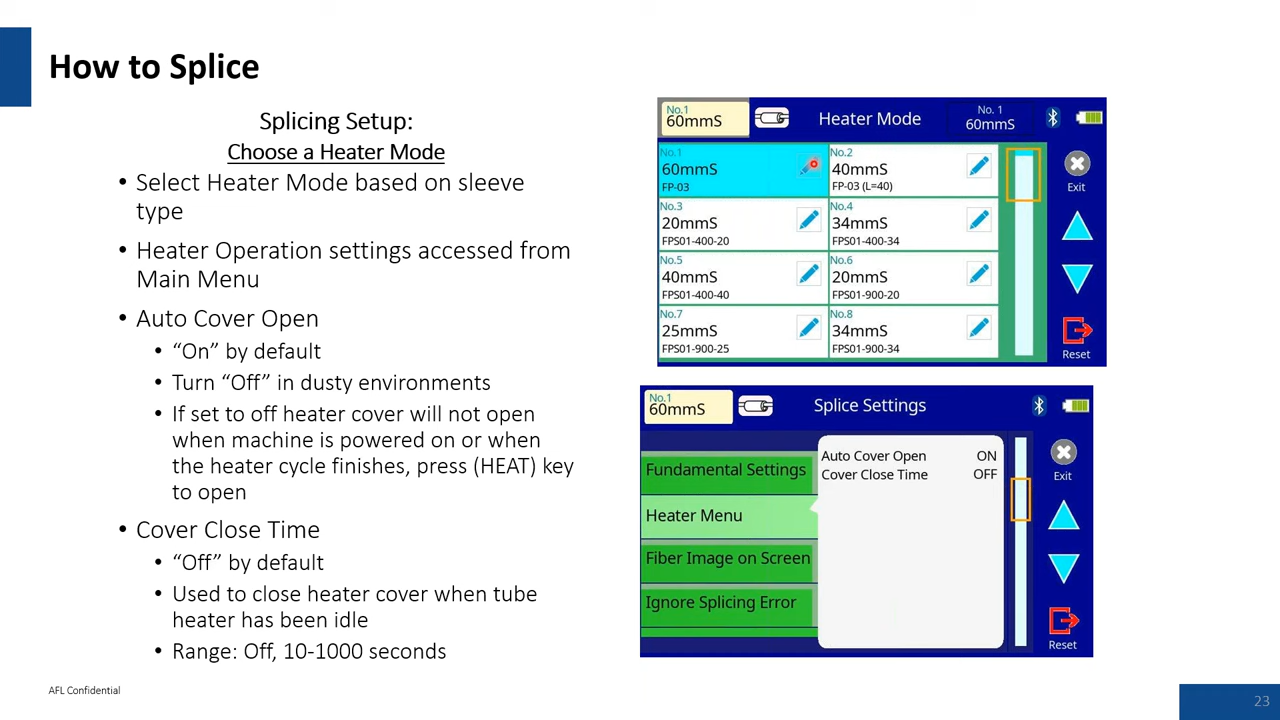 How to Splice
Splicing Setup:
Choose a Heater Mode
• Select Heater Mode based on sleeve
type
• Heater Operation settings accessed from
Main Menu
• Auto Cover Open
• “On” by default
• Turn “Off” in dusty environments
• If set to off heater cover will not open
when machine is powered on or when
the heater cycle finishes, press (HEAT) key
to open
• Cover Close Time
• “Off” by default
• Used to close heater cover when tube
heater has been idle
• Range: Off, 10-1000 seconds
No.1
60mmS
Heater Mode
No. 1
60mmS
No.1
60mmS
FP-03
No.2
40mmS
FP-03 (L=40)
No.3
20mmS
FPS01-400-20
No.4
34mmS
FPS01-400-34
No.5
40mmS
FPS01-400-40
No.6
20mmS
FPS01-900-20
No.7
25mmS
FPS01-900-25
No.8
34mmS
FPS01-900-34
Exit
Reset
No.1
60mmS
Splice Settings
Fundamental Settings
Heater Menu
Fiber Image on Screen
Ignore Splicing Error
Auto Cover Open ON
Cover Close Time OFF
Exit
Reset
AFL Confidential
23